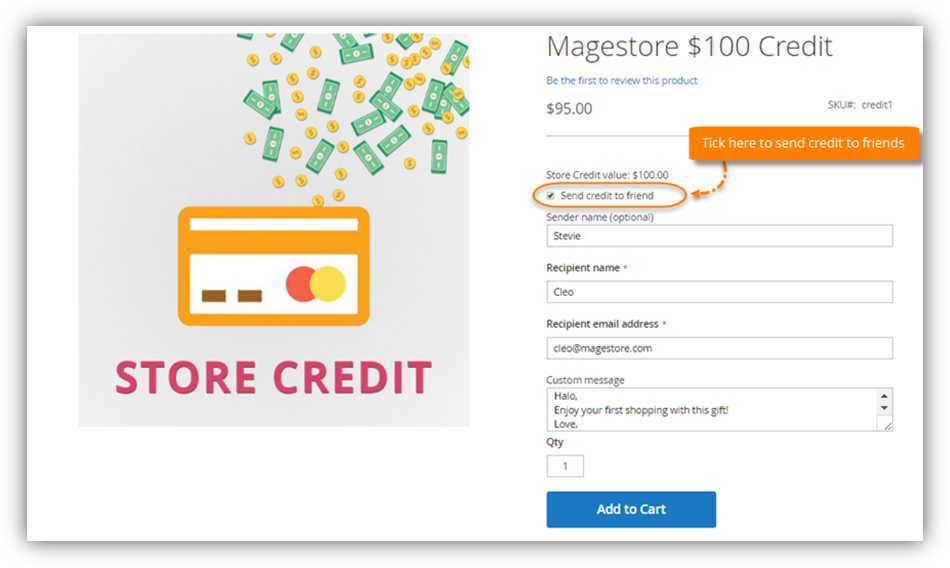 Magestore $100 Credit
Be the first to review this product
$95.00
SKU#: credit1
Tick here to send credit to friends
Store Credit value: $100.00
Send credit to friend
Sender name (optional)
Stevie
Recipient name *
Cleo
Recipient email address *
cleo@magestore.com
Custom message
Halo,
Enjoy your first shopping with this gift!
Love,
Qty
1
Add to Cart
STORE CREDIT